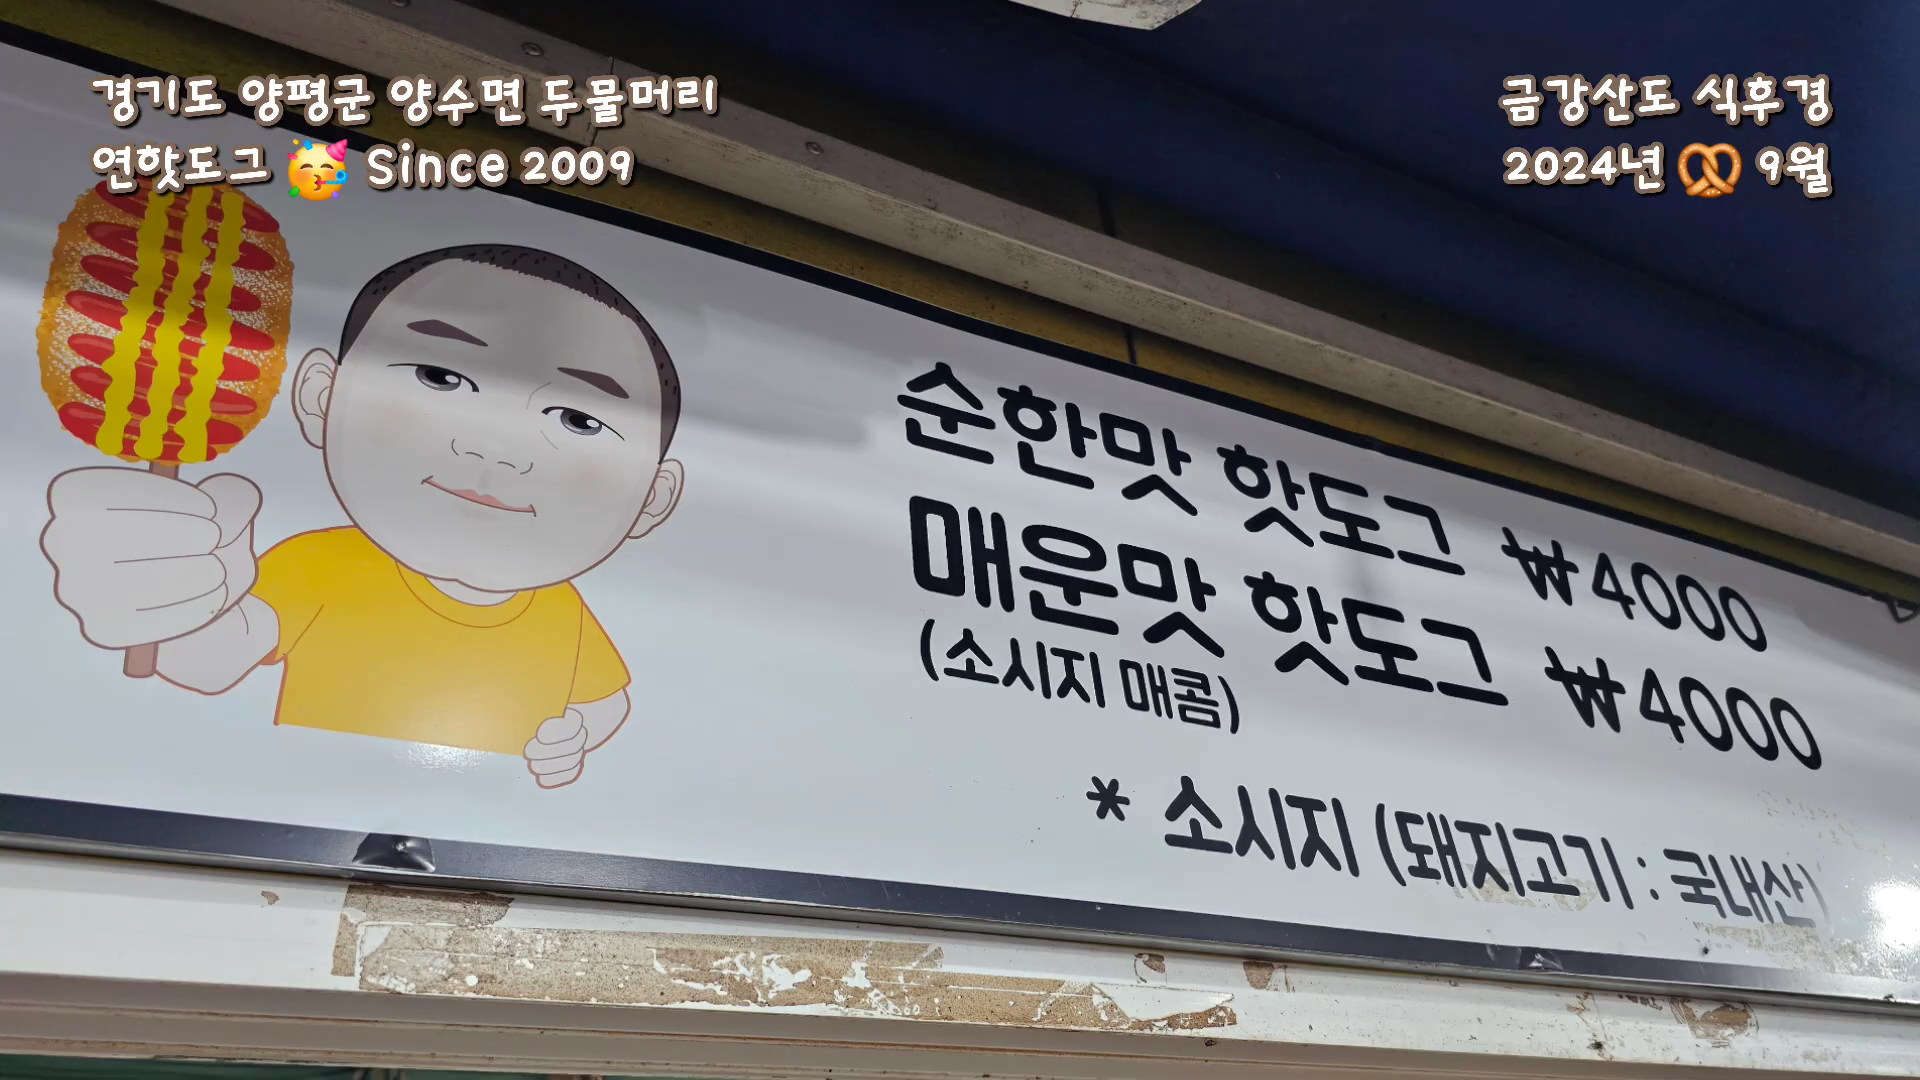 경기도 양평군 양수면 두물머리
연핫도그 🥳 Since 2009
금강산도 식후경
2024년 🥨 9월
순한맛 핫도그 ₩4000
매운맛 핫도그 ₩4000
(소시지 매콤)
* 소시지 (돼지고기 : 국내산)